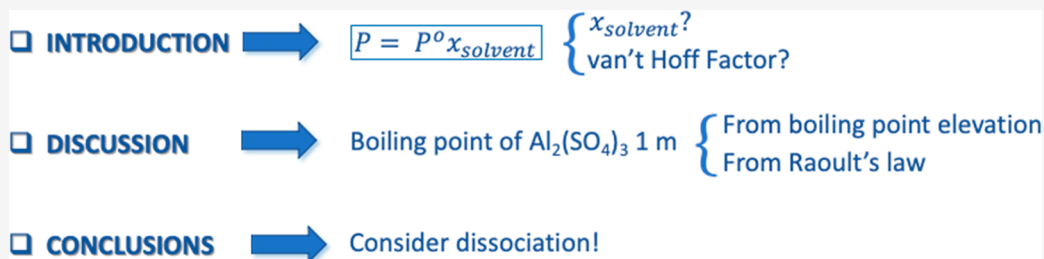 ❑ INTRODUCTION P = P⁰x_solvent { x_solvent?
van't Hoff Factor?
❑ DISCUSSION Boiling point of Al₂(SO₄)₃ 1 m { From boiling point elevation
From Raoult's law
❑ CONCLUSIONS Consider dissociation!